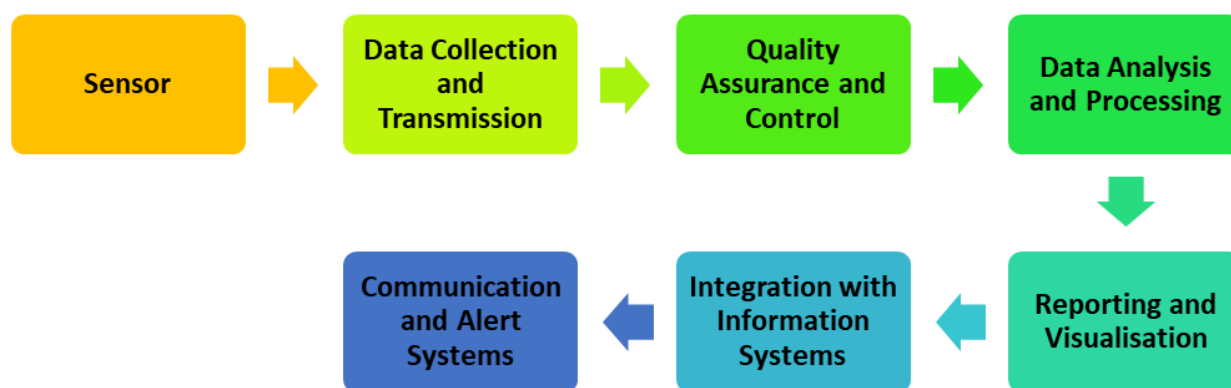 Sensor
Data Collection
and
Transmission
Quality
Assurance and
Control
Data Analysis
and Processing
Reporting and
Visualisation
Integration with
Information
Systems
Communication
and Alert
Systems